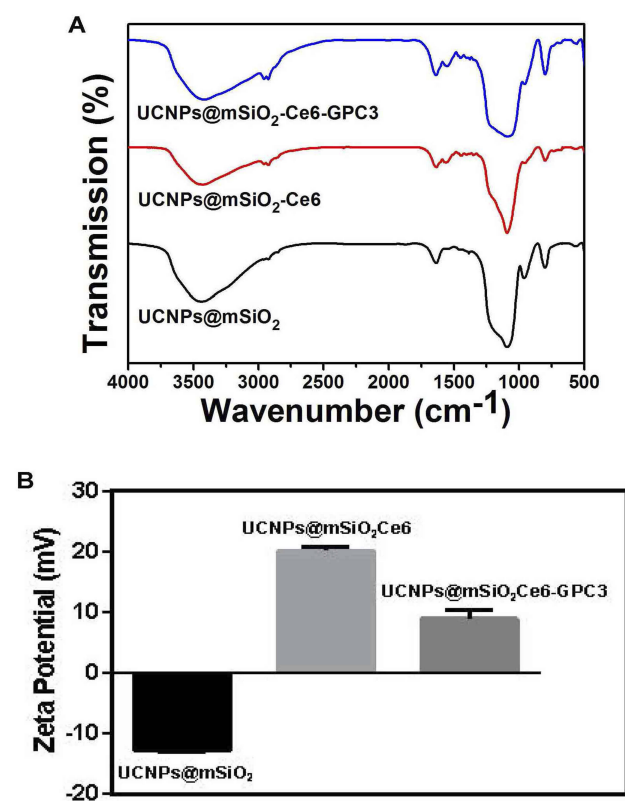 A
Transmission (%)
UCNPs@mSiO2-Ce6-GPC3
UCNPs@mSiO2-Ce6
UCNPs@mSiO2
4000 3500 3000 2500 2000 1500 1000 500
Wavenumber (cm-1)
B
Zeta Potential (mV)
30
20
10
0
-10
-20
UCNPs@mSiO2Ce6
UCNPs@mSiO2Ce6-GPC3
UCNPs@mSiO2